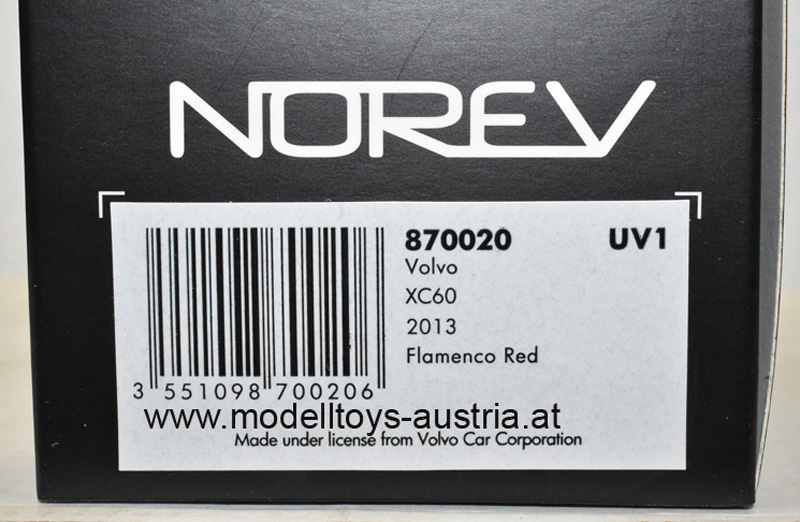 NOREV
870020 UV1
Volvo
XC60
2013
Flamenco Red
3 551098 700206
www.modelltoys-austria.at
Made under license from Volvo Car Corporation